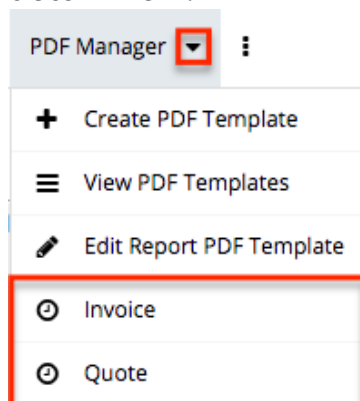 PDF Manager
Create PDF Template
View PDF Templates
Edit Report PDF Template
Invoice
Quote